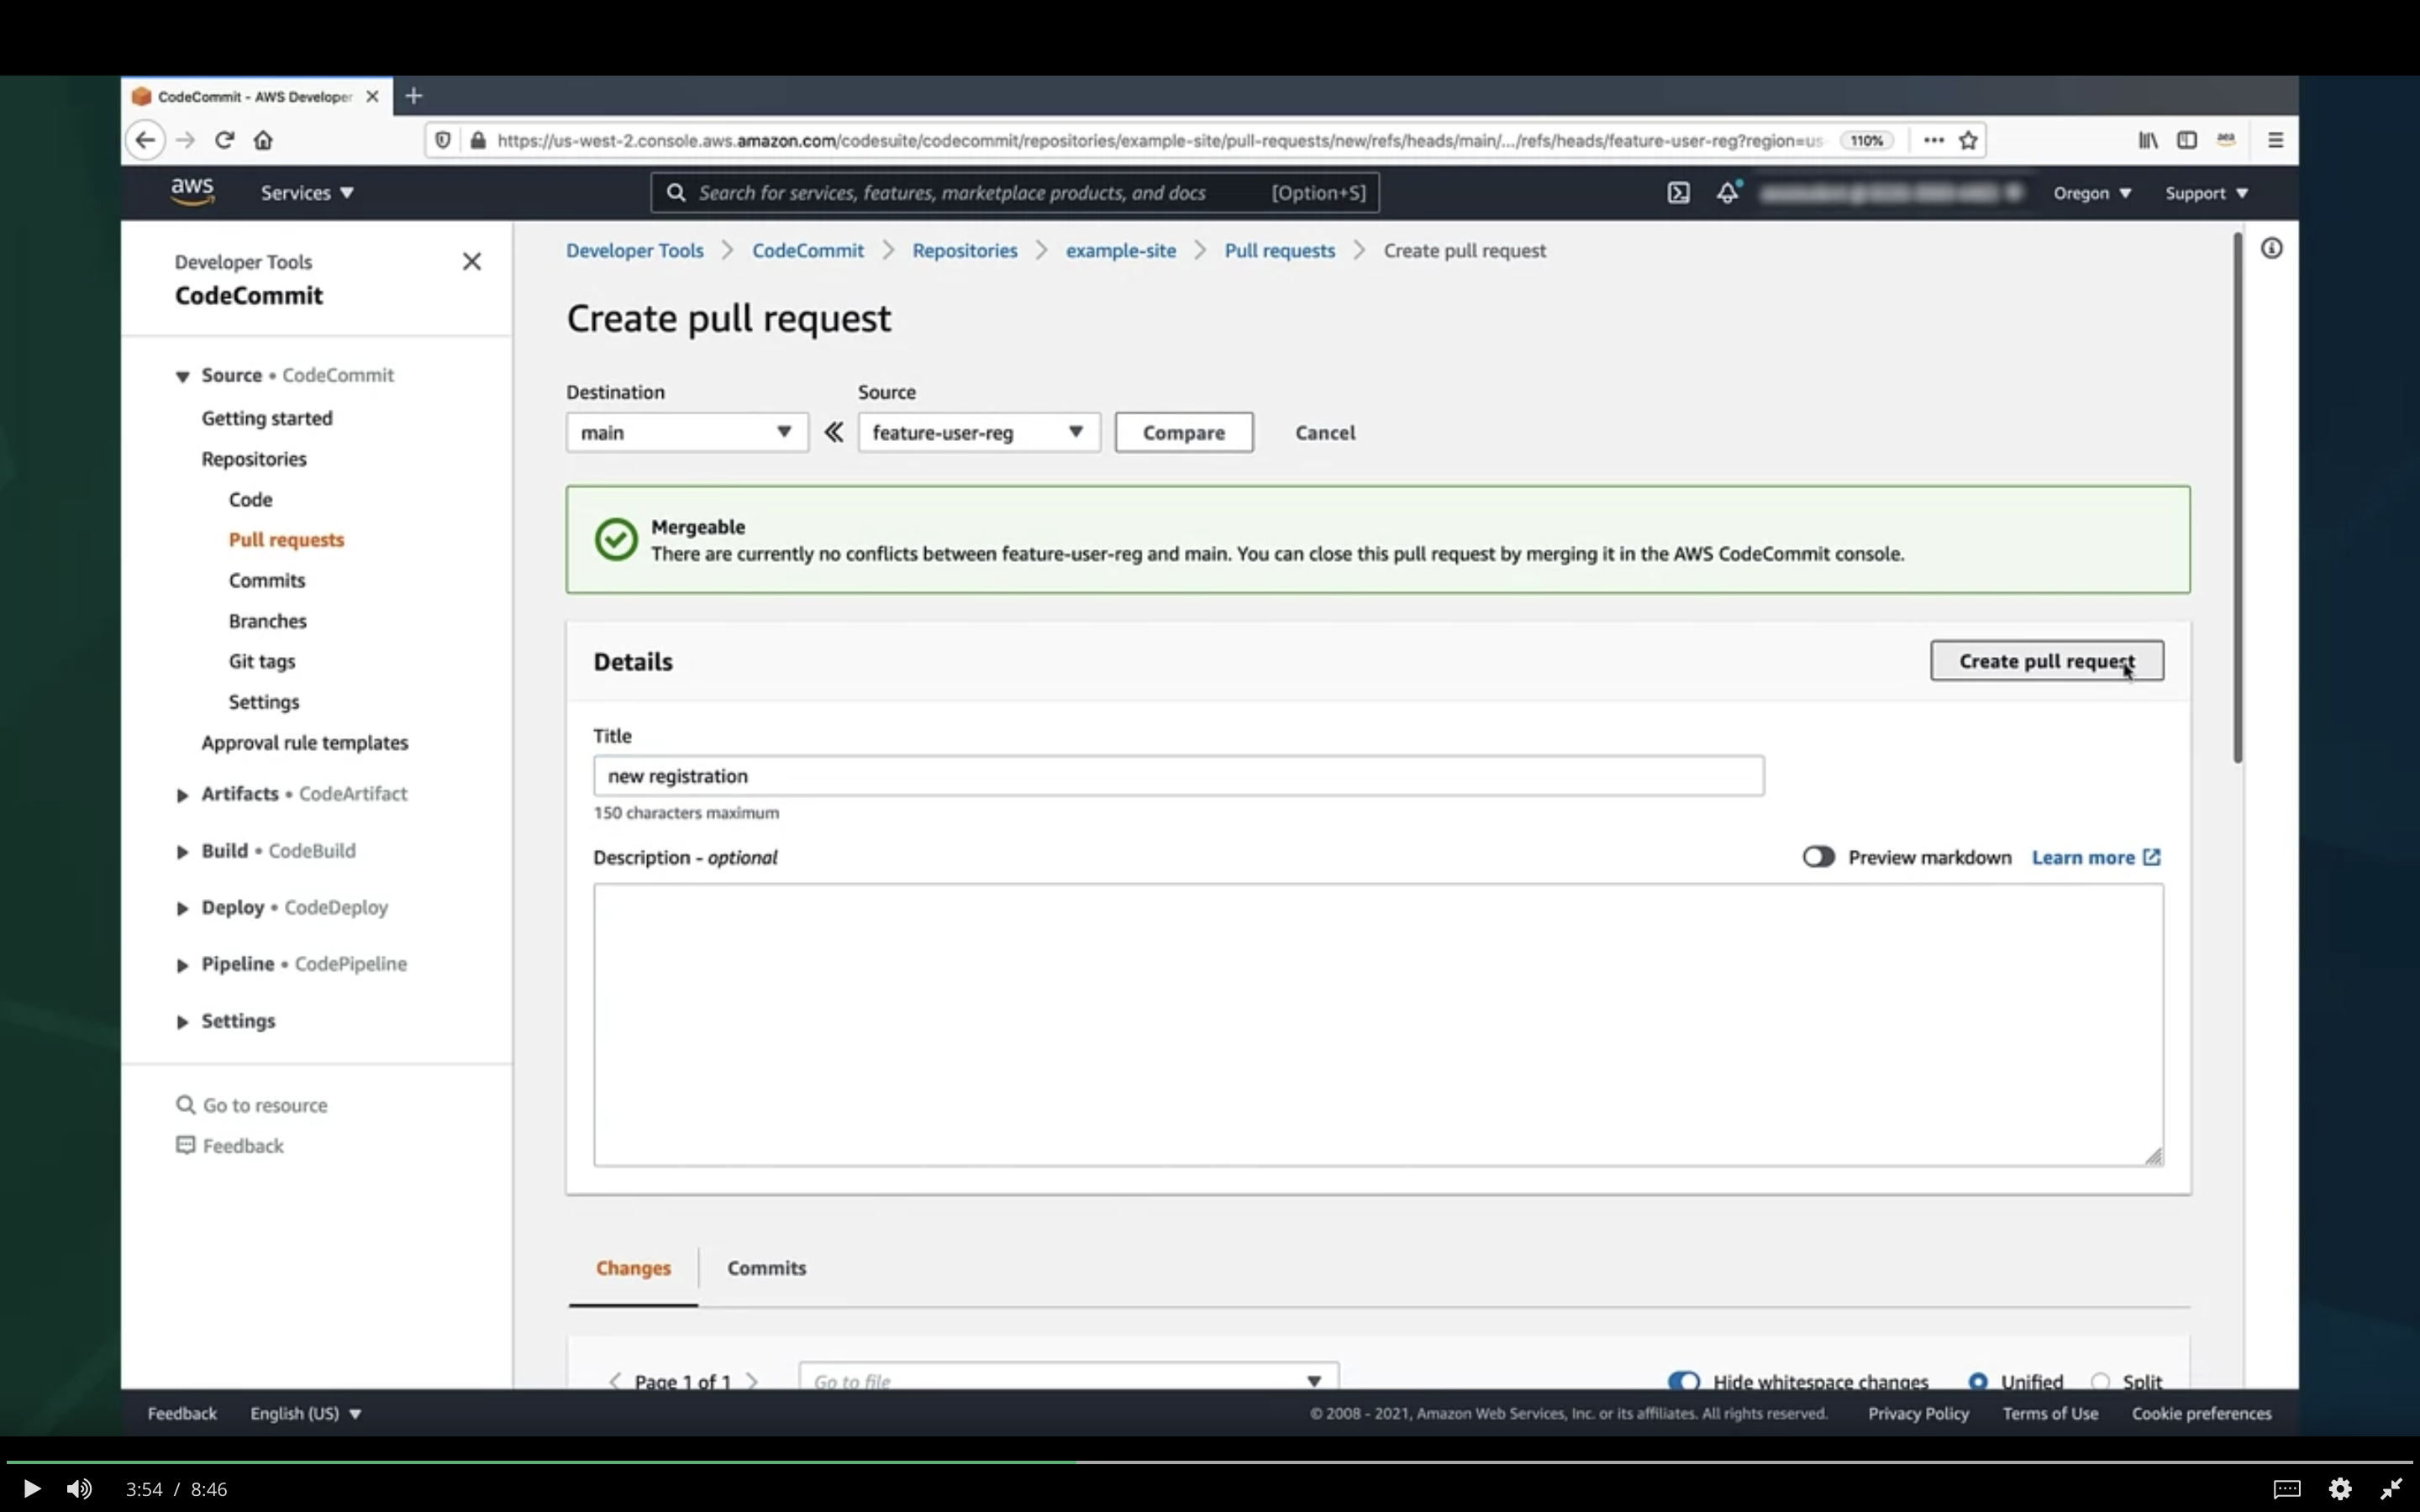 CodeCommit - AWS Developer
https://us-west-2.console.aws.amazon.com/codesuite/codecommit/repositories/example-site/pull-requests/new/refs/heads/main/.../refs/heads/feature-user-reg?region=us-
110%
aws
Services
Search for services, features, marketplace products, and docs
[Option+S]
Oregon
Support
Developer Tools
CodeCommit
Source • CodeCommit
Getting started
Repositories
Code
Pull requests
Commits
Branches
Git tags
Settings
Approval rule templates
Artifacts • CodeArtifact
Build • CodeBuild
Deploy • CodeDeploy
Pipeline • CodePipeline
Settings
Go to resource
Feedback
Developer Tools > CodeCommit > Repositories > example-site > Pull requests > Create pull request
Create pull request
Destination
Source
main
feature-user-reg
Compare
Cancel
Mergeable
There are currently no conflicts between feature-user-reg and main. You can close this pull request by merging it in the AWS CodeCommit console.
Details
Create pull request
Title
new registration
150 characters maximum
Description - optional
Preview markdown
Learn more
Changes
Commits
Page 1 of 1
Go to file
Hide whitespace changes
Unified
Split
Feedback
English (US)
© 2008 - 2021, Amazon Web Services, Inc. or its affiliates. All rights reserved.
Privacy Policy
Terms of Use
Cookie preferences
3:54 / 8:46